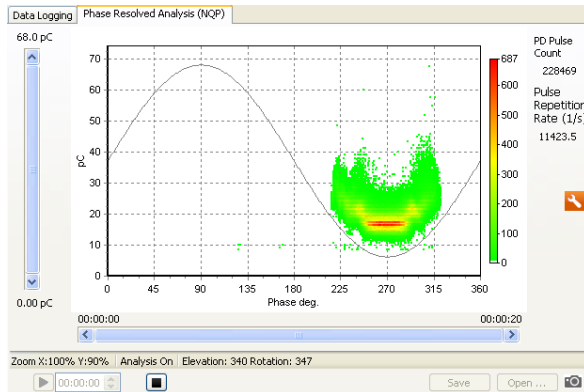 Data Logging
Phase Resolved Analysis (NQP)
68.0 pC
0.00 pC
pC
70
60
50
40
30
20
10
0
0 45 90 135 180 225 270 315 360
Phase deg.
687
600
500
400
300
200
100
0
PD Pulse
Count
228469
Pulse
Repetition
Rate (1/s)
11423.5
00:00:00 00:00:20
Zoom X:100% Y:90% Analysis On Elevation: 340 Rotation: 347
00:00:00
Save
Open ...